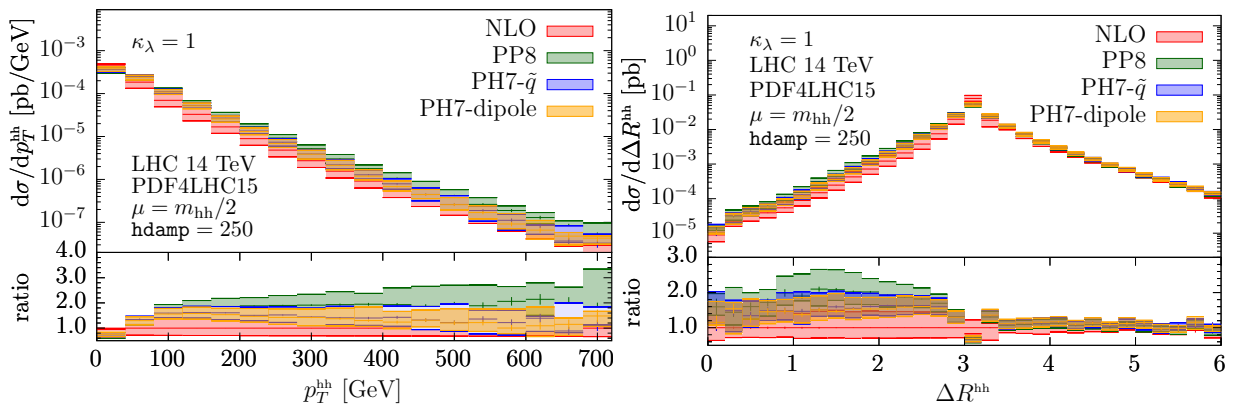 dσ/dp_T^hh [pb/GeV]
10⁻³
10⁻⁴
10⁻⁵
10⁻⁶
10⁻⁷
κ_λ = 1
NLO
PP8
PH7-q̃
PH7-dipole
LHC 14 TeV
PDF4LHC15
μ = m_hh/2
hdamp = 250
ratio
4.0
3.0
2.0
1.0
0 100 200 300 400 500 600 700
p_T^hh [GeV]
dσ/dΔR^hh [pb]
10¹
10⁰
10⁻¹
10⁻²
10⁻³
10⁻⁴
10⁻⁵
κ_λ = 1
LHC 14 TeV
PDF4LHC15
μ = m_hh/2
hdamp = 250
NLO
PP8
PH7-q̃
PH7-dipole
ratio
3.0
2.0
1.0
0 1 2 3 4 5 6
ΔR^hh